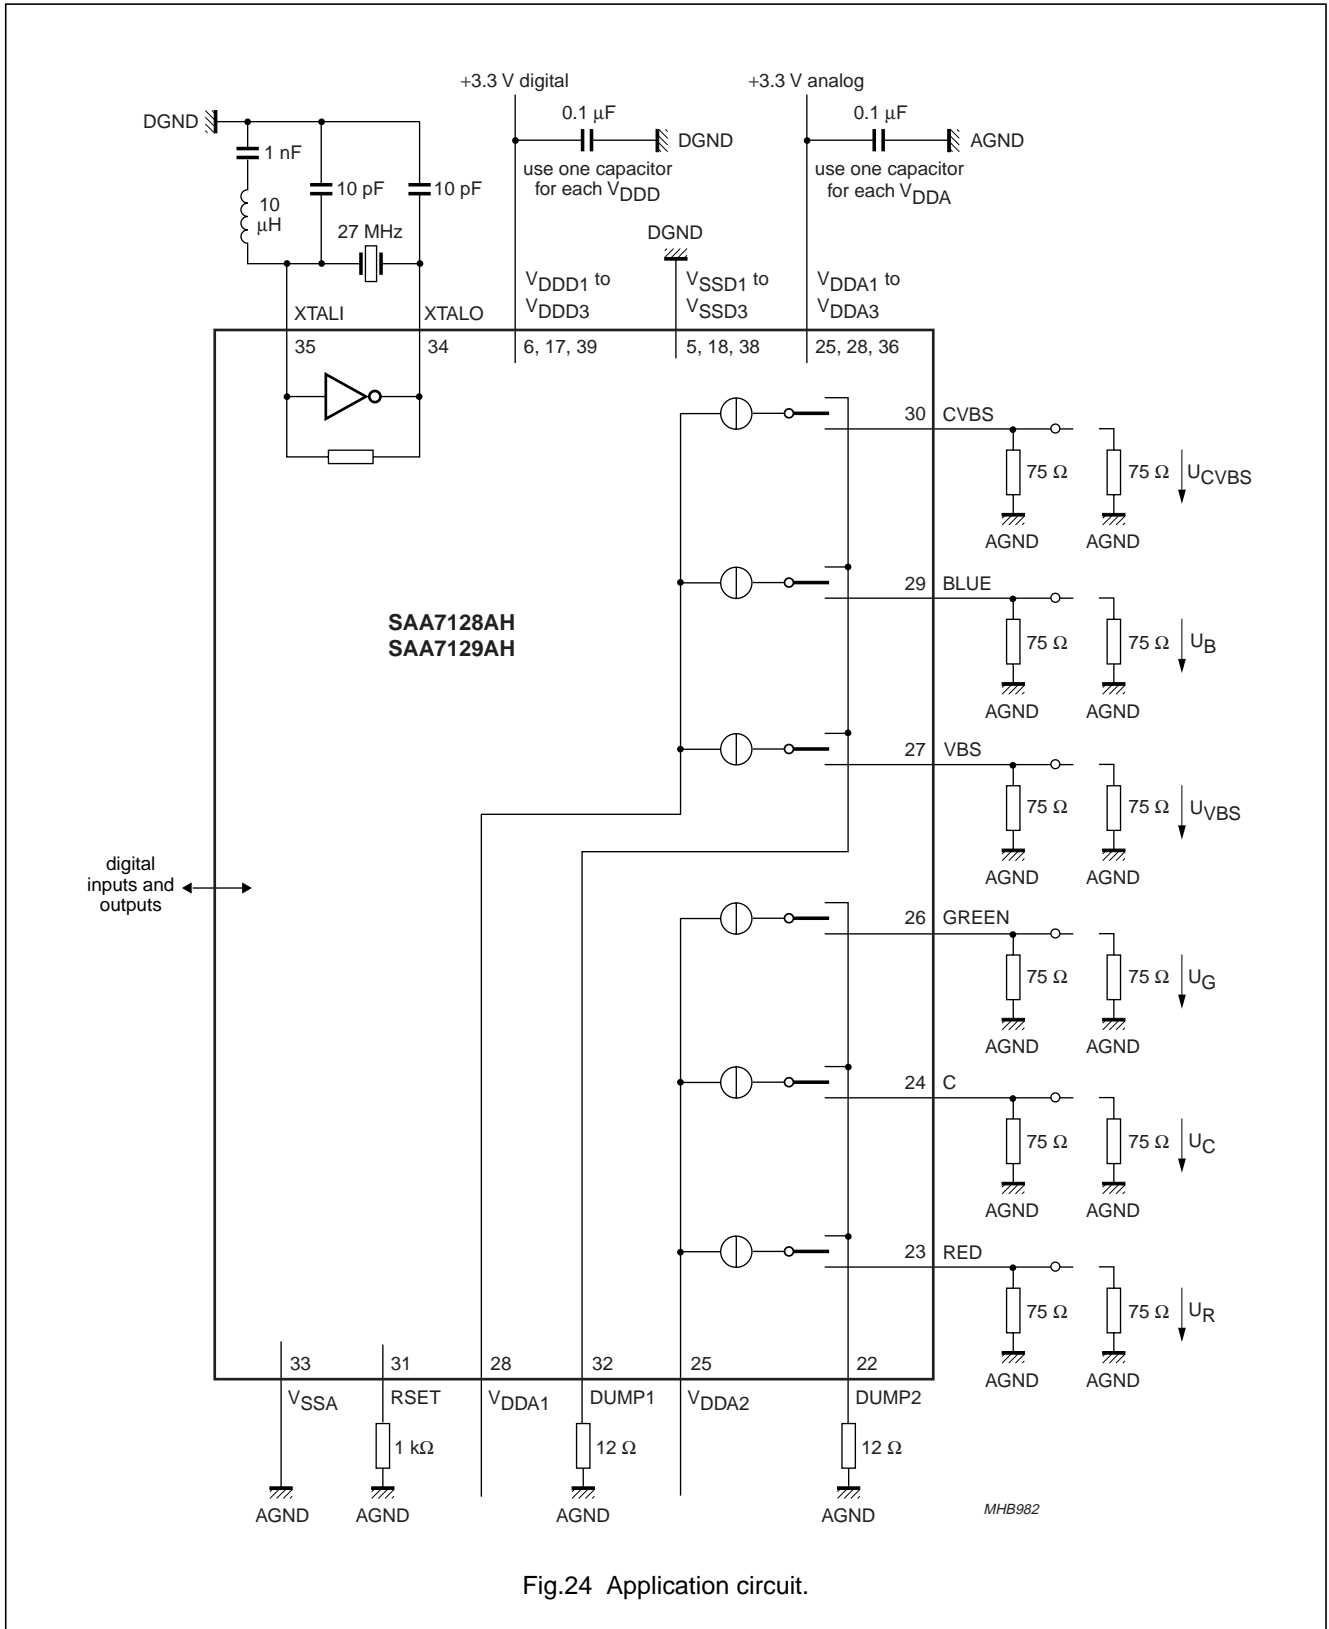 +3.3 V digital
+3.3 V analog
DGND
0.1 μF
DGND
0.1 μF
AGND
1 nF
use one capacitor
for each VDDD
use one capacitor
for each VDDA
10 pF
10 pF
10
μH
27 MHz
DGND
VDDD1 to
VDDD3
VSSD1 to
VSSD3
VDDA1 to
VDDA3
XTALI
XTALO
35
34
6, 17, 39
5, 18, 38
25, 28, 36
30
CVBS
75 Ω
75 Ω
UCVBS
AGND
AGND
29
BLUE
SAA7128AH
SAA7129AH
75 Ω
75 Ω
UB
AGND
AGND
27
VBS
75 Ω
75 Ω
UVBS
AGND
AGND
digital
inputs and
outputs
26
GREEN
75 Ω
75 Ω
UG
AGND
AGND
24
C
75 Ω
75 Ω
UC
AGND
AGND
23
RED
75 Ω
75 Ω
UR
AGND
AGND
33
31
28
32
25
22
VSSA
RSET
VDDA1
DUMP1
VDDA2
DUMP2
1 kΩ
12 Ω
12 Ω
AGND
AGND
AGND
AGND
MHB982
Fig.24 Application circuit.